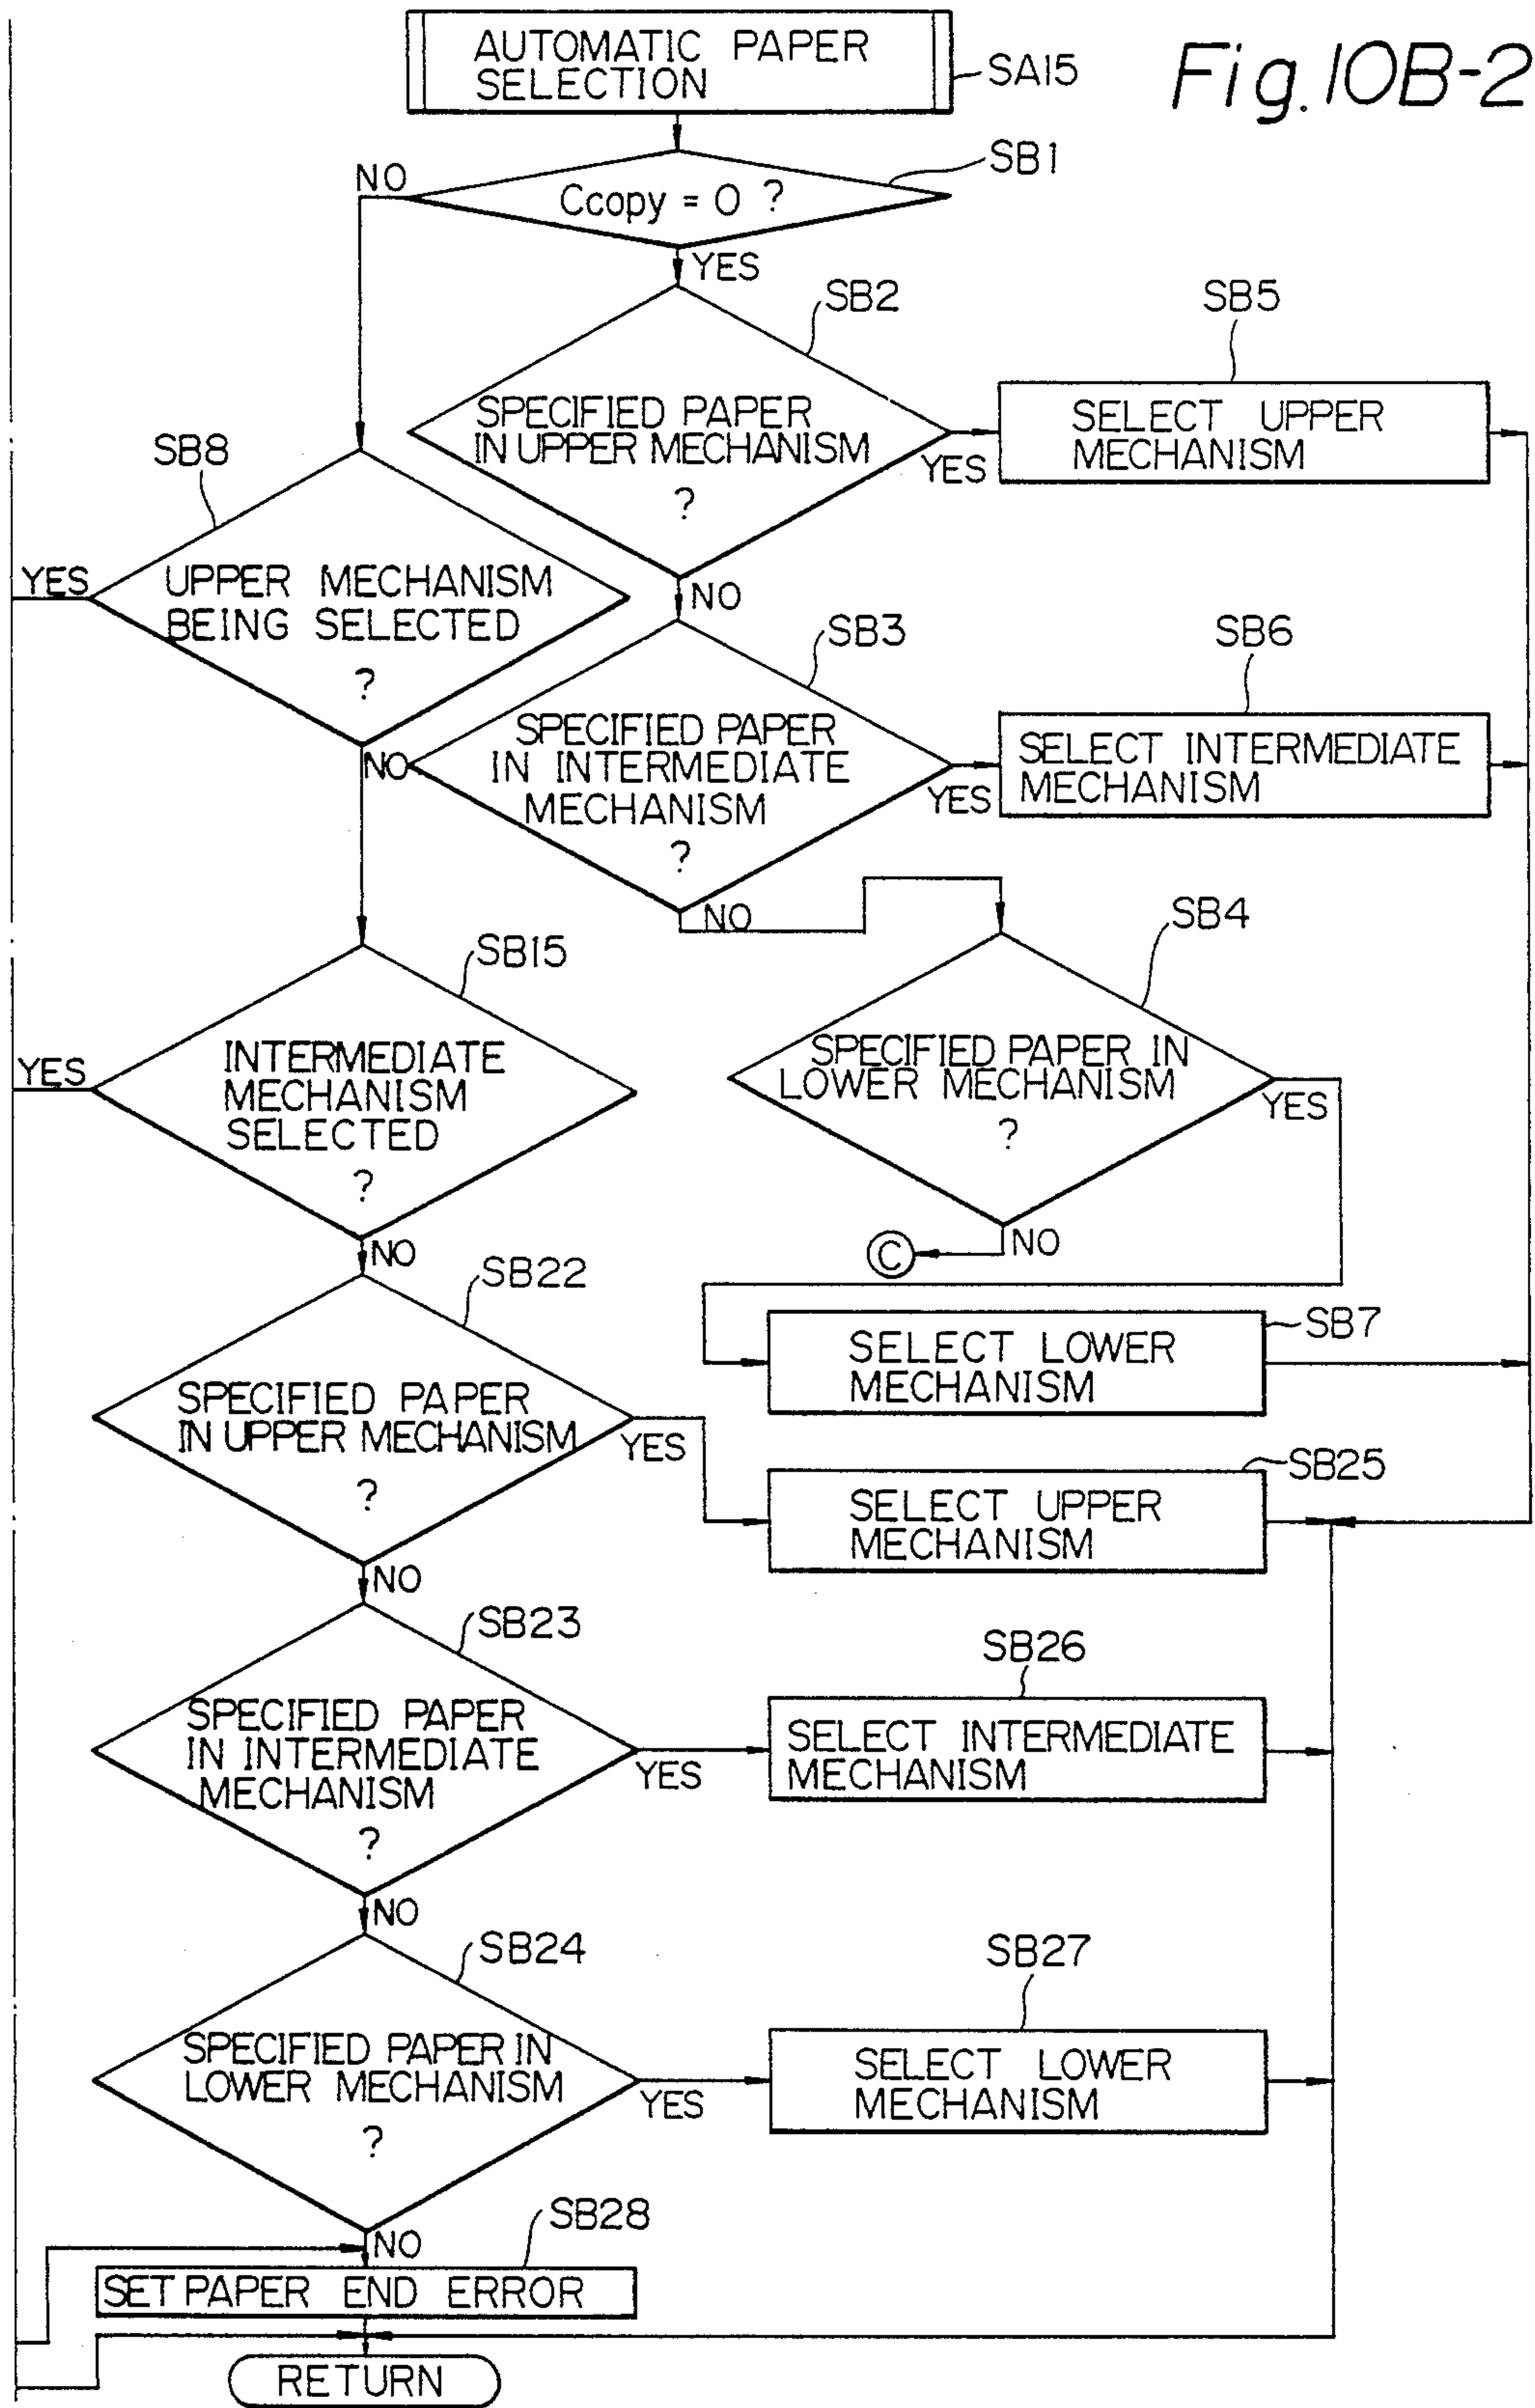 Fig. 10B-2
AUTOMATIC PAPER
SELECTION
SA15
SB1
NO
Ccopy = 0 ?
YES
SB2
SB5
SPECIFIED PAPER
IN UPPER MECHANISM
?
YES
SELECT UPPER
MECHANISM
SB8
YES
UPPER MECHANISM
BEING SELECTED
?
NO
NO
SB3
SB6
SPECIFIED PAPER
IN INTERMEDIATE
MECHANISM
?
YES
SELECT INTERMEDIATE
MECHANISM
NO
SB4
SB15
YES
INTERMEDIATE
MECHANISM
SELECTED
?
NO
SPECIFIED PAPER IN
LOWER MECHANISM
?
YES
NO
C
SB22
SB7
SELECT LOWER
MECHANISM
SPECIFIED PAPER
IN UPPER MECHANISM
?
YES
SB25
SELECT UPPER
MECHANISM
NO
SB23
SB26
SPECIFIED PAPER
IN INTERMEDIATE
MECHANISM
?
YES
SELECT INTERMEDIATE
MECHANISM
NO
SB24
SB27
SPECIFIED PAPER IN
LOWER MECHANISM
?
YES
SELECT LOWER
MECHANISM
NO
SB28
SET PAPER END ERROR
RETURN